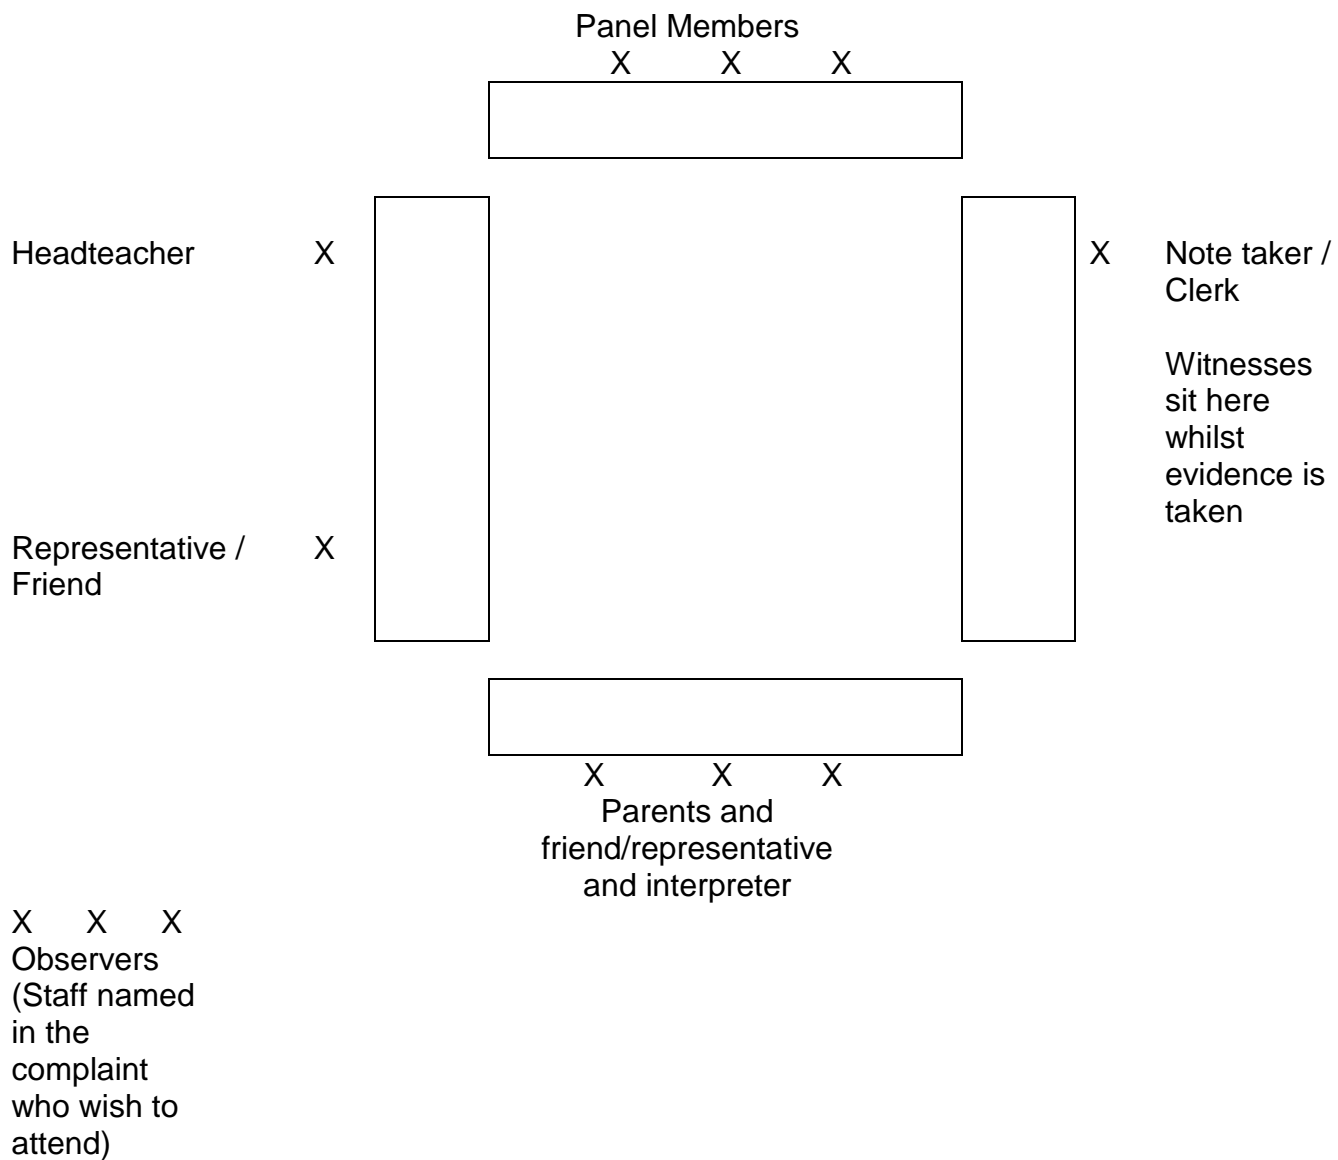 Panel Members
X X X
Headteacher X
X Note taker /
Clerk
Witnesses
sit here
whilst
evidence is
taken
Representative / X
Friend
X X X
Parents and
friend/representative
and interpreter
X X X
Observers
(Staff named
in the
complaint
who wish to
attend)